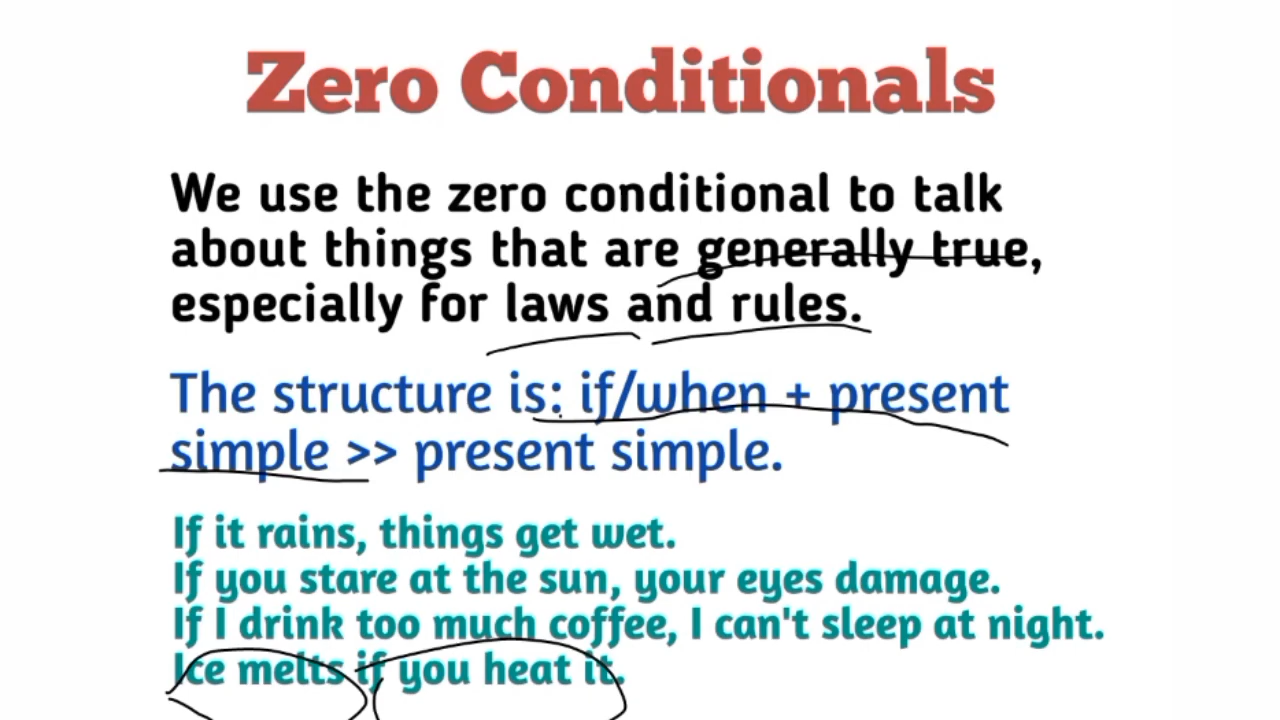 Zero Conditionals
We use the zero conditional to talk
about things that are generally true,
especially for laws and rules.
The structure is: if/when + present
simple >> present simple.
If it rains, things get wet.
If you stare at the sun, your eyes damage.
If I drink too much coffee, I can't sleep at night.
Ice melts if you heat it.